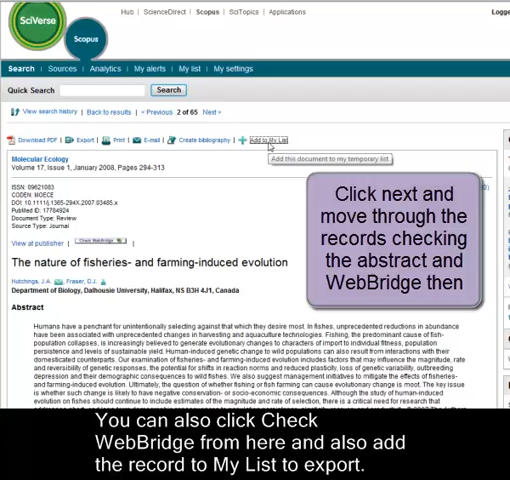 SciVerse
Hub | ScienceDirect | Scopus | SciTopics | Applications
Logge
Scopus
Search | Sources | Analytics | My alerts | My list | My settings
Quick Search
Search
View search history | Back to results | < Previous 2 of 65 Next >
Download PDF | Export | Print | E-mail | Create bibliography | Add to My List
Add this document to my temporary list.
Molecular Ecology
Volume 17, Issue 1, January 2008, Pages 294-313
ISSN: 09621083
CODEN: MOECE
DOI: 10.1111/j.1365-294X.2007.03485.x
PubMed ID: 17784924
Document Type: Review
Source Type: Journal
View at publisher | Check WebBridge
Click next and
move through the
records checking
the abstract and
WebBridge then
The nature of fisheries- and farming-induced evolution
Hutchings, J.A. , Fraser, D.J.
Department of Biology, Dalhousie University, Halifax, NS B3H 4J1, Canada
Abstract
Humans have a penchant for unintentionally selecting against that which they desire most. In fishes, unprecedented reductions in abundance
have been associated with unprecedented changes in harvesting and aquaculture technologies. Fishing, the predominant cause of fish-
population collapses, is increasingly believed to generate evolutionary changes to characters of import to individual fitness, population
persistence and levels of sustainable yield. Human-induced genetic change to wild populations can also result from interactions with their
domesticated counterparts. Our examination of fisheries- and farming-induced evolution includes factors that may influence the magnitude, rate
and reversibility of genetic responses, the potential for shifts in reaction norms and reduced plasticity, loss of genetic variability, outbreeding
depression and their demographic consequences to wild fishes. We also suggest management initiatives to mitigate the effects of fisheries-
and farming-induced evolution. Ultimately, the question of whether fishing or fish farming can cause evolutionary change is moot. The key issue
is whether such change is likely to have negative conservation- or socio-economic consequences. Although the study of human-induced
evolution on fishes should continue to include estimates of the magnitude and rate of selection, there is a critical need for research that
You can also click Check
WebBridge from here and also add
the record to My List to export.